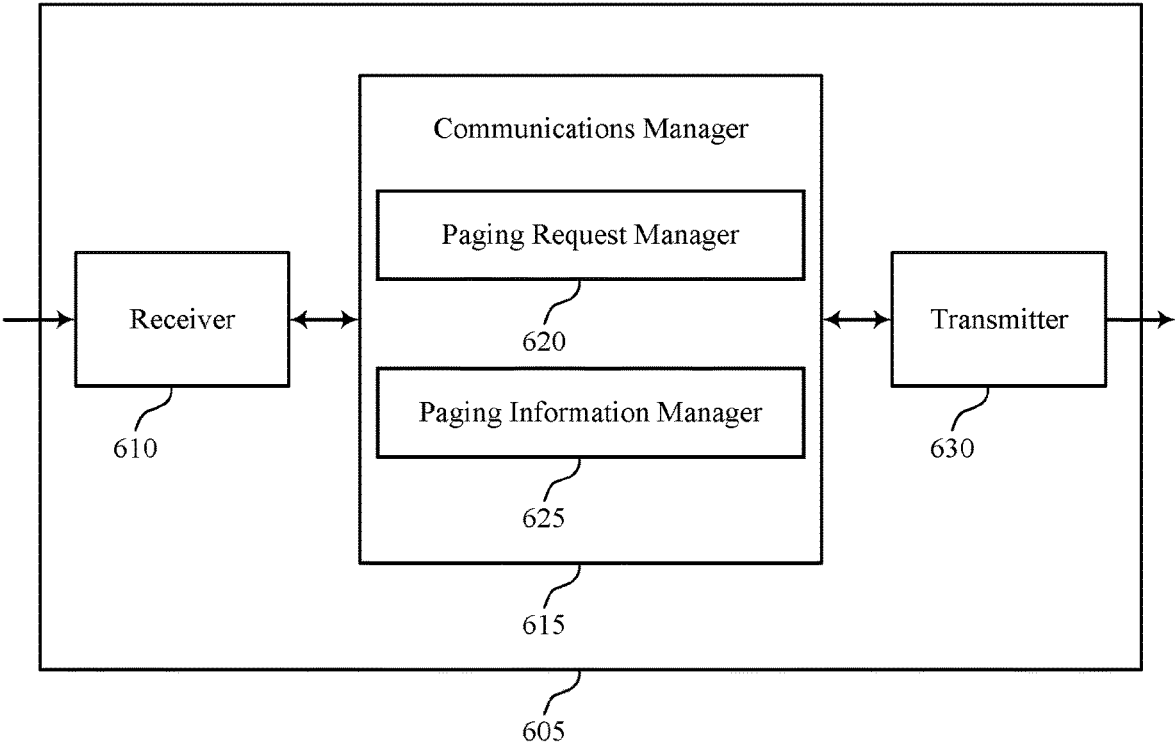 Communications Manager
Paging Request Manager
620
Receiver
610
Transmitter
630
Paging Information Manager
625
615
605